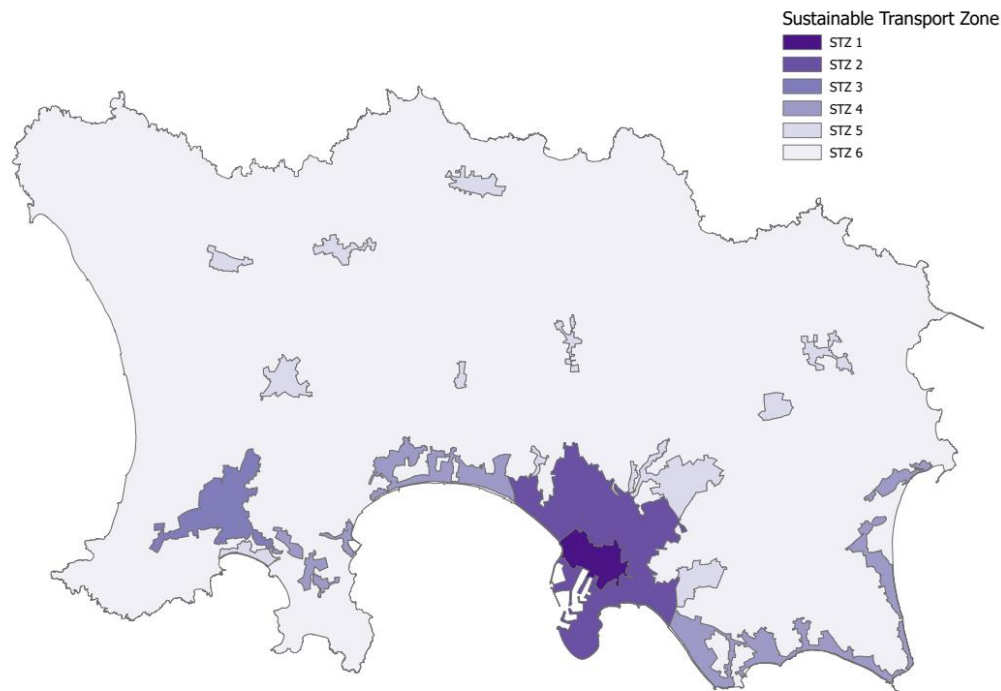 Sustainable Transport Zone
STZ 1
STZ 2
STZ 3
STZ 4
STZ 5
STZ 6